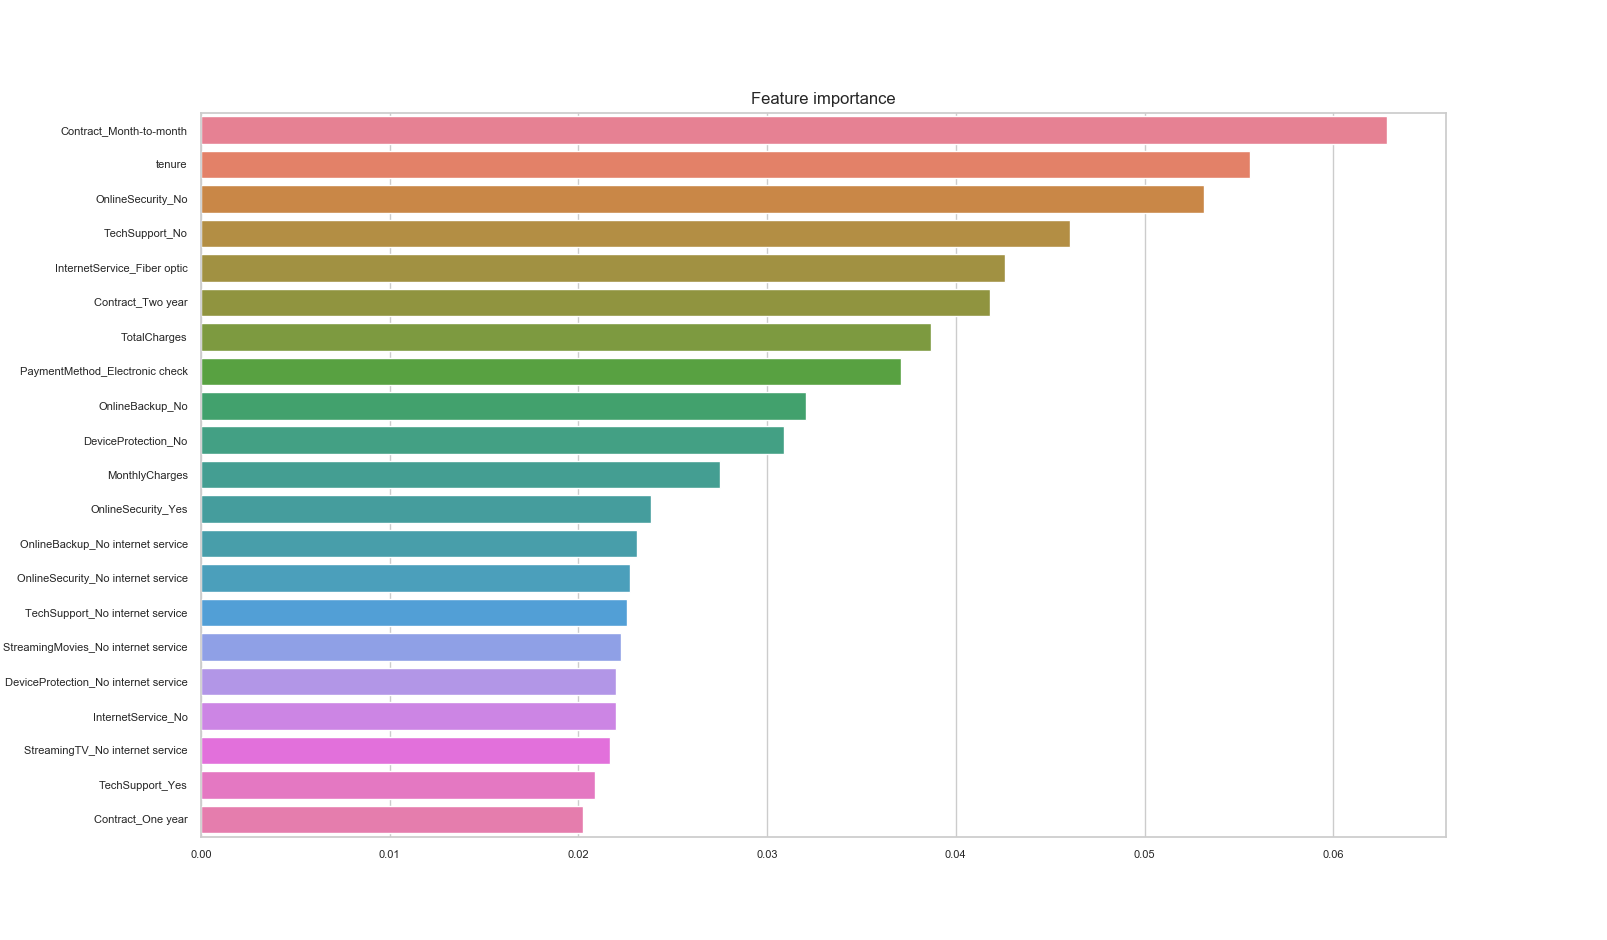 Feature importance
Contract_Month-to-month
tenure
OnlineSecurity_No
TechSupport_No
InternetService_Fiber optic
Contract_Two year
TotalCharges
PaymentMethod_Electronic check
OnlineBackup_No
DeviceProtection_No
MonthlyCharges
OnlineSecurity_Yes
OnlineBackup_No internet service
OnlineSecurity_No internet service
TechSupport_No internet service
StreamingMovies_No internet service
DeviceProtection_No internet service
InternetService_No
StreamingTV_No internet service
TechSupport_Yes
Contract_One year
0.00 0.01 0.02 0.03 0.04 0.05 0.06